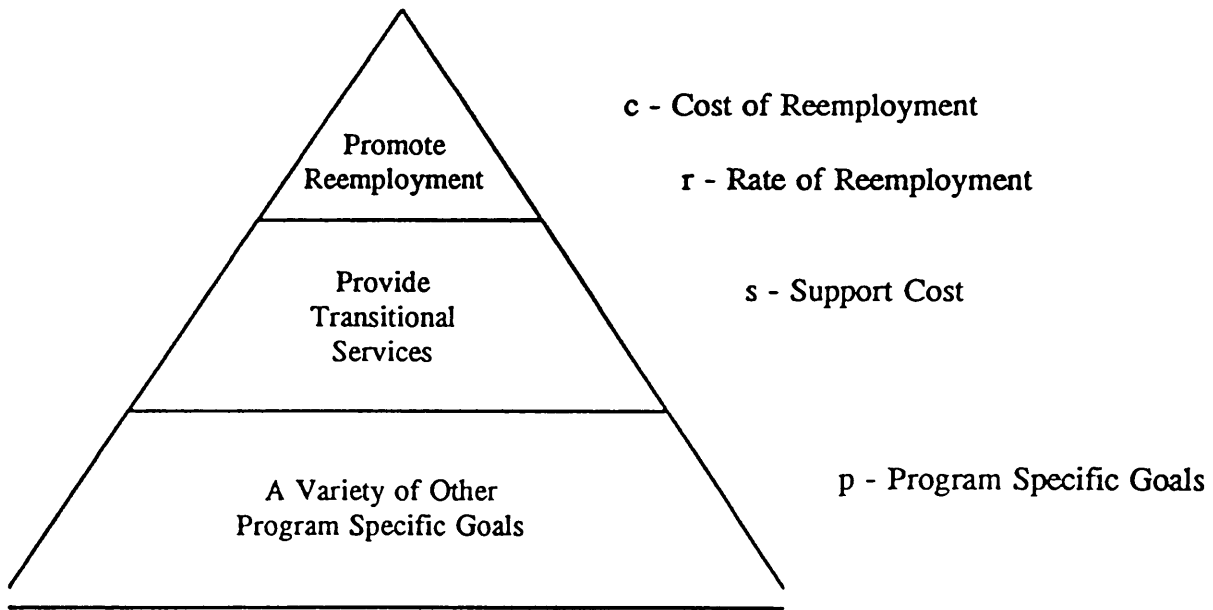 c - Cost of Reemployment
Promote
Reemployment
r - Rate of Reemployment
Provide
Transitional
Services
s - Support Cost
A Variety of Other
Program Specific Goals
p - Program Specific Goals